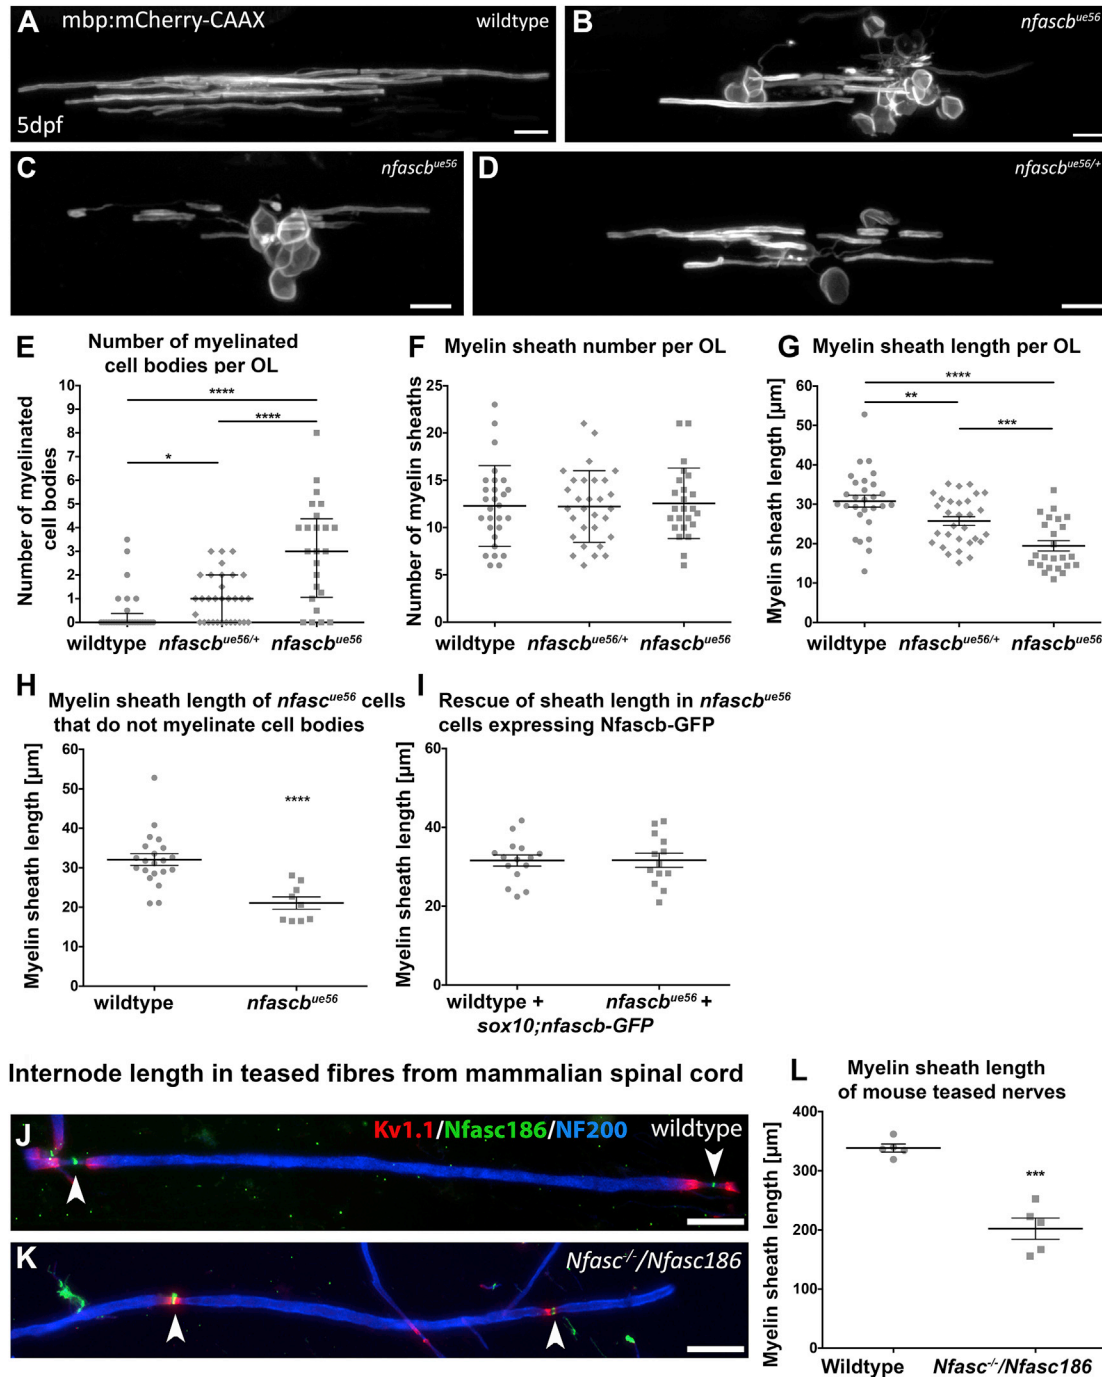 A mbp:mCherry-CAAX wildtype
5dpf
B nfascb^ue56
C nfascb^ue56
D nfascb^ue56/+
E Number of myelinated
cell bodies per OL
Number of myelinated
cell bodies
10
9
8
7
6
5
4
3
2
1
0
****
****
*
wildtype nfascb^ue56/+ nfascb^ue56
F Myelin sheath number per OL
Number of myelin sheaths
25
20
15
10
5
0
wildtype nfascb^ue56/+ nfascb^ue56
G Myelin sheath length per OL
Myelin sheath length [µm]
60
50
40
30
20
10
0
****
**
***
wildtype nfascb^ue56/+ nfascb^ue56
H Myelin sheath length of nfasc^ue56 cells
that do not myelinate cell bodies
Myelin sheath length [µm]
60
50
40
30
20
10
0
****
wildtype nfascb^ue56
I Rescue of sheath length in nfascb^ue56
cells expressing Nfascb-GFP
Myelin sheath length [µm]
60
40
20
0
wildtype + nfascb^ue56 +
sox10;nfascb-GFP
Internode length in teased fibres from mammalian spinal cord
J Kv1.1/Nfasc186/NF200 wildtype
K Nfasc^-/-/Nfasc186
L Myelin sheath length
of mouse teased nerves
Myelin sheath length [µm]
400
300
200
100
0
***
Wildtype Nfasc^-/-/Nfasc186